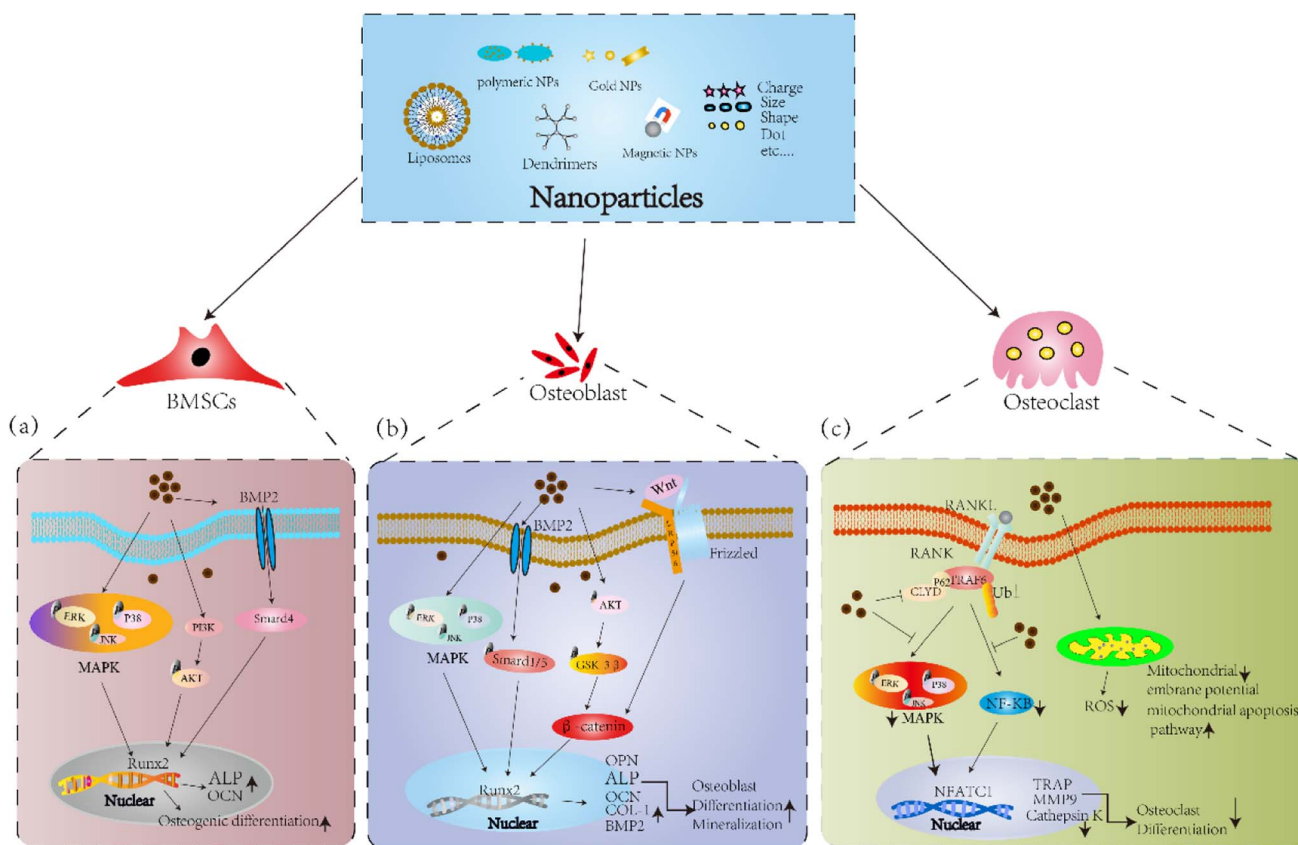 polymeric NPs
Gold NPs
Liposomes
Dendrimers
Magnetic NPs
Charge
Size
Shape
Dot
etc....
Nanoparticles
BMSCs
Osteoblast
Osteoclast
(a)
BMP2
ERK
P38
JNK
MAPK
PI3K
AKT
Smard4
Runx2
Nuclear
ALP
OCN
Osteogenic differentiation
(b)
Wnt
BMP2
Frizzled
ERK
P38
JNK
MAPK
Smard1/5
AKT
GSK 3 β
β-catenin
Runx2
Nuclear
OPN
ALP
OCN
COL-1
BMP2
Osteoblast
Differentiation
Mineralization
(c)
RANKL
RANK
P62
TRAF6
CLYD
Ub
ERK
P38
JNK
MAPK
NF-KB
ROS
Mitochondrial
embrane potential
mitochondrial apoptosis
pathway
NFATC1
Nuclear
TRAP
MMP9
Cathepsin K
Osteoclast
Differentiation